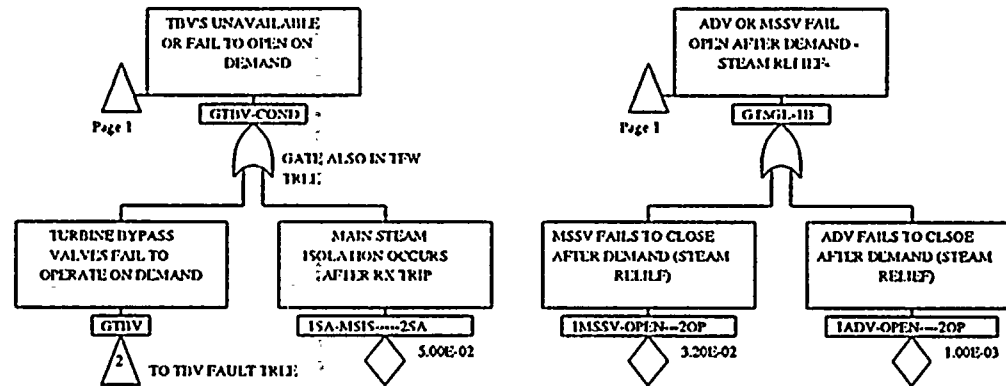 TBV'S UNAVAILABLE
OR FAIL TO OPEN ON
DEMAND
Page 1
GTBV-COND
GATE ALSO IN TFW
TREE
TURBINE BYPASS
VALVES FAIL TO
OPERATE ON DEMAND
GTBV
2
TO TBV FAULT TREE
MAIN STEAM
ISOLATION OCCURS
AFTER RX TRIP
1SA-MSIS-----2SA
5.00E-02
ADV OR MSSV FAIL
OPEN AFTER DEMAND -
STEAM RELIEF-
Page 1
GTSGL-1B
MSSV FAILS TO CLOSE
AFTER DEMAND (STEAM
RELIEF)
1MSSV-OPEN---2OP
3.20E-02
ADV FAILS TO CLSOE
AFTER DEMAND (STEAM
RELIEF)
1ADV-OPEN----2OP
1.00E-03